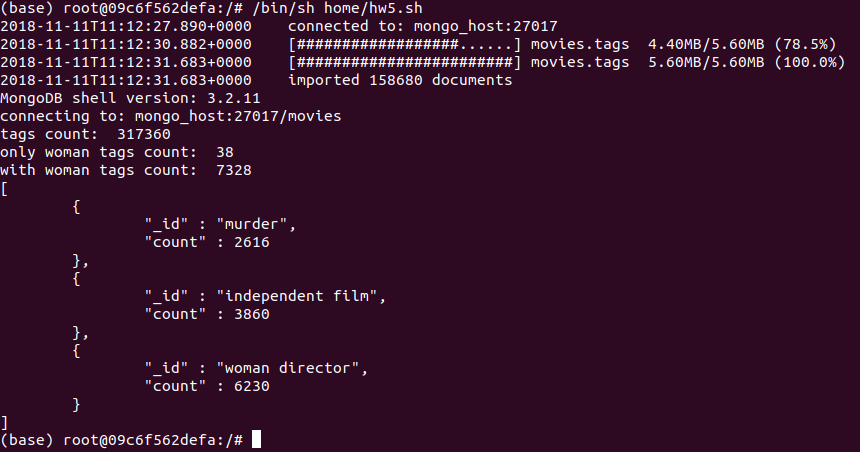 (base) root@09c6f562defa:/# /bin/sh home/hw5.sh
2018-11-11T11:12:27.890+0000    connected to: mongo_host:27017
2018-11-11T11:12:30.882+0000    [##################......] movies.tags  4.40MB/5.60MB (78.5%)
2018-11-11T11:12:31.683+0000    [########################] movies.tags  5.60MB/5.60MB (100.0%)
2018-11-11T11:12:31.683+0000    imported 158680 documents
MongoDB shell version: 3.2.11
connecting to: mongo_host:27017/movies
tags count:  317360
only woman tags count:  38
with woman tags count:  7328
[
        {
                "_id" : "murder",
                "count" : 2616
        },
        {
                "_id" : "independent film",
                "count" : 3860
        },
        {
                "_id" : "woman director",
                "count" : 6230
        }
]
(base) root@09c6f562defa:/#